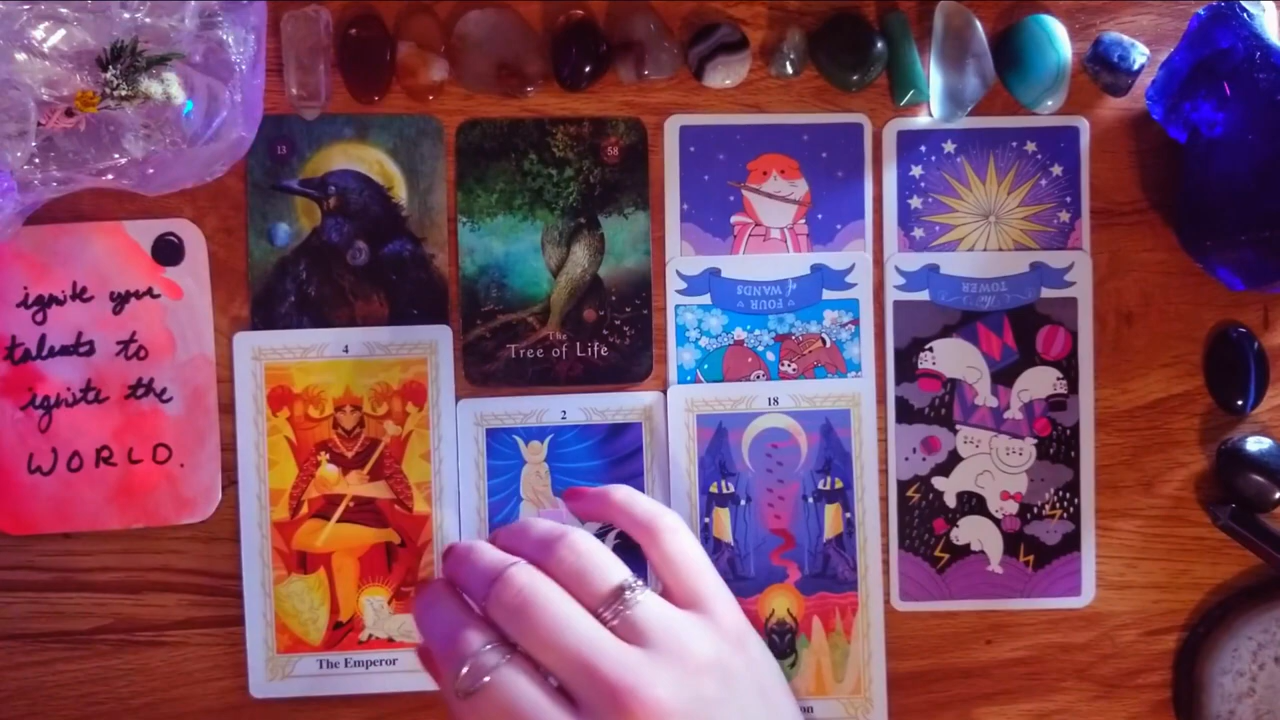 ignite your
talents to
ignite the
WORLD.
13
58
The
Tree of Life
FOUR
of WANDS
The
TOWER
4
The Emperor
2
18
on